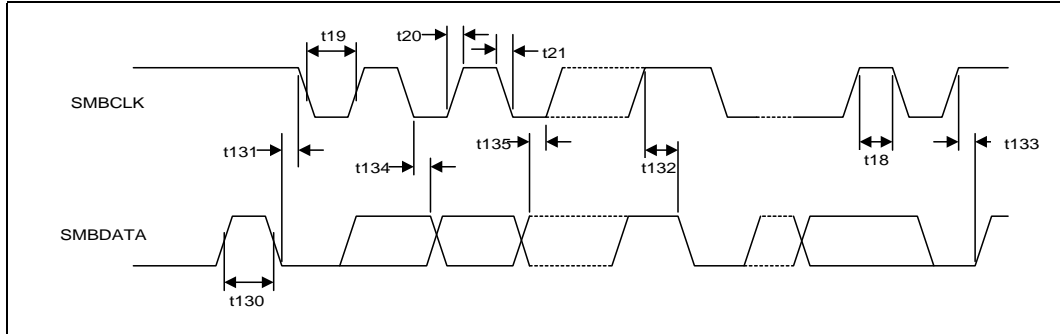 t19
t20
t21
SMBCLK
t131
t134
t135
t132
t18
t133
SMBDATA
t130